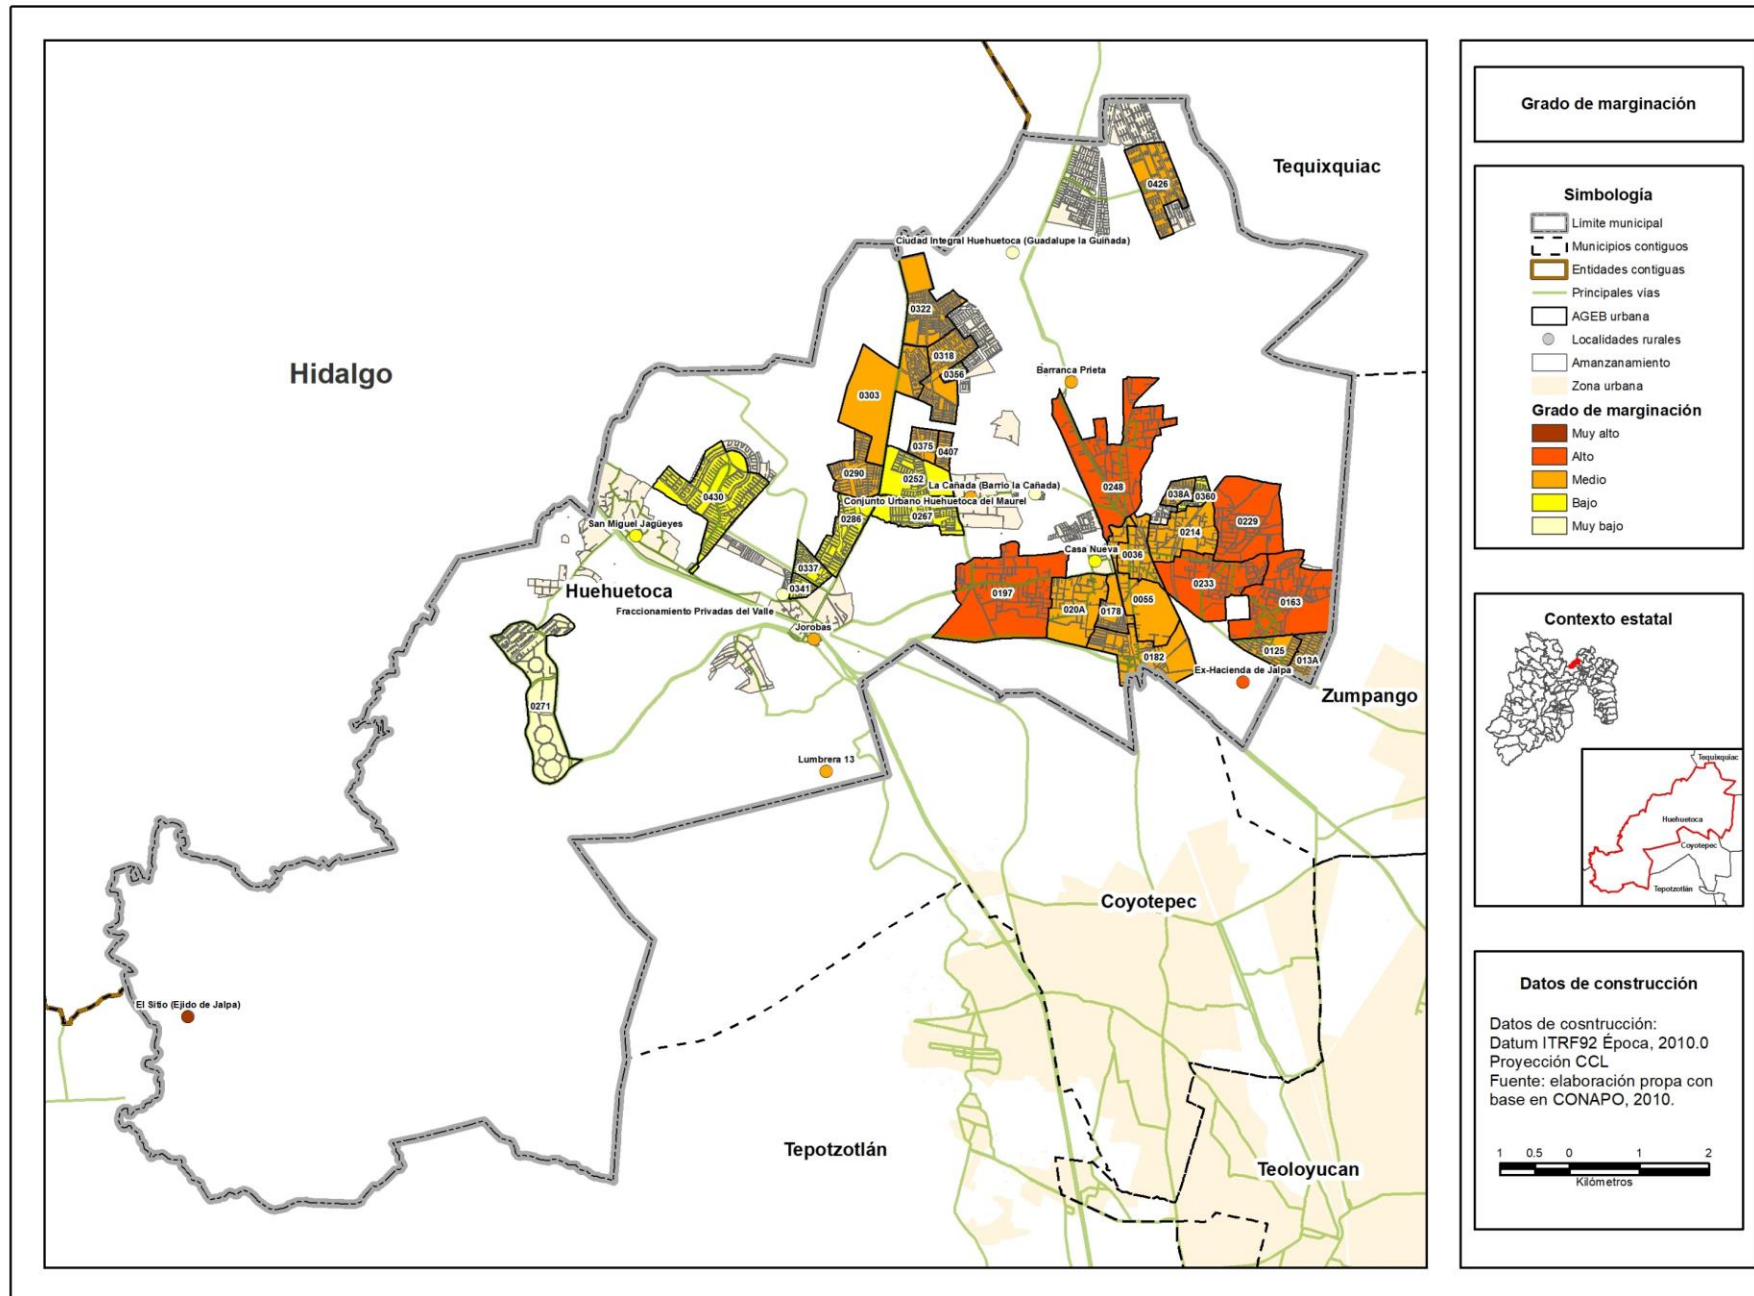 Tequixquiac
0426
Ciudad Integral Huehuetoca (Guadalupe la Guiñada)
0322
Hidalgo
0318
0356
Barranca Prieta
0303
0375
0407
0290
0252
0430
La Cañada (Barrio la Cañada)
0248
038A
0360
Conjunto Urbano Huehuetoca del Maurel
0286
0267
0229
San Miguel Jagüeyes
0214
Casa Nueva
0036
0337
0233
0341
Huehuetoca
0197
020A
0178
0055
0163
Fraccionamiento Privadas del Valle
Jorobas
0182
0125
013A
Ex-Hacienda de Jalpa
0271
Zumpango
Lumbrera 13
Coyotepec
El Sitio (Ejido de Jalpa)
Tepotzotlán
Teoloyucan
Grado de marginación
Simbología
Límite municipal
Municipios contiguos
Entidades contiguas
Principales vías
AGEB urbana
Localidades rurales
Amanzanamiento
Zona urbana
Grado de marginación
Muy alto
Alto
Medio
Bajo
Muy bajo
Contexto estatal
Tequixquiac
Huehuetoca
Coyotepec
Tepotzotlán
Datos de construcción
Datos de cosntrucción:
Datum ITRF92 Época, 2010.0
Proyección CCL
Fuente: elaboración propa con
base en CONAPO, 2010.
1 0.5 0 1 2
Kilómetros